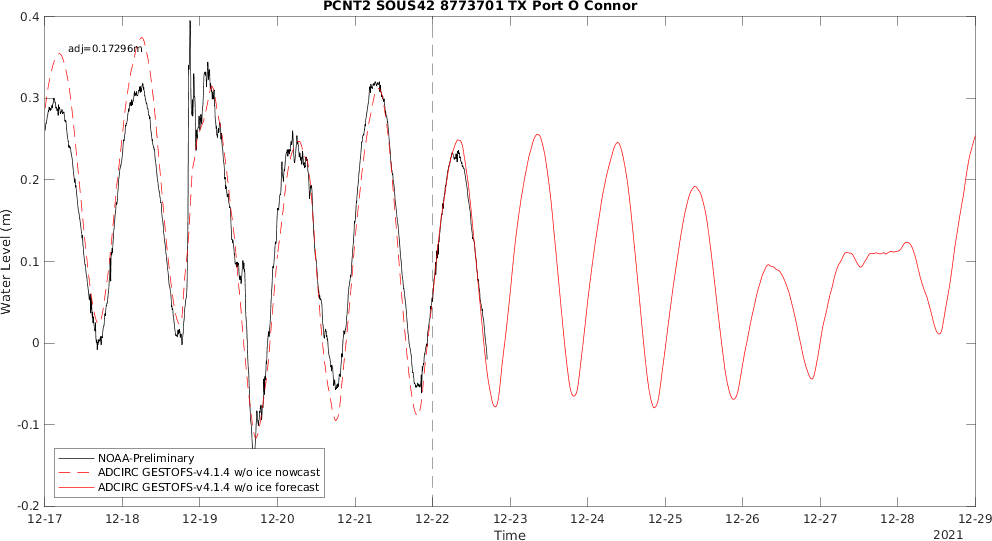 PCNT2 SOUS42 8773701 TX Port O Connor
adj=0.17296m
Water Level (m)
0.4
0.3
0.2
0.1
0
-0.1
-0.2
NOAA-Preliminary
ADCIRC GESTOFS-v4.1.4 w/o ice nowcast
ADCIRC GESTOFS-v4.1.4 w/o ice forecast
12-17 12-18 12-19 12-20 12-21 12-22 12-23 12-24 12-25 12-26 12-27 12-28 12-29
Time
2021